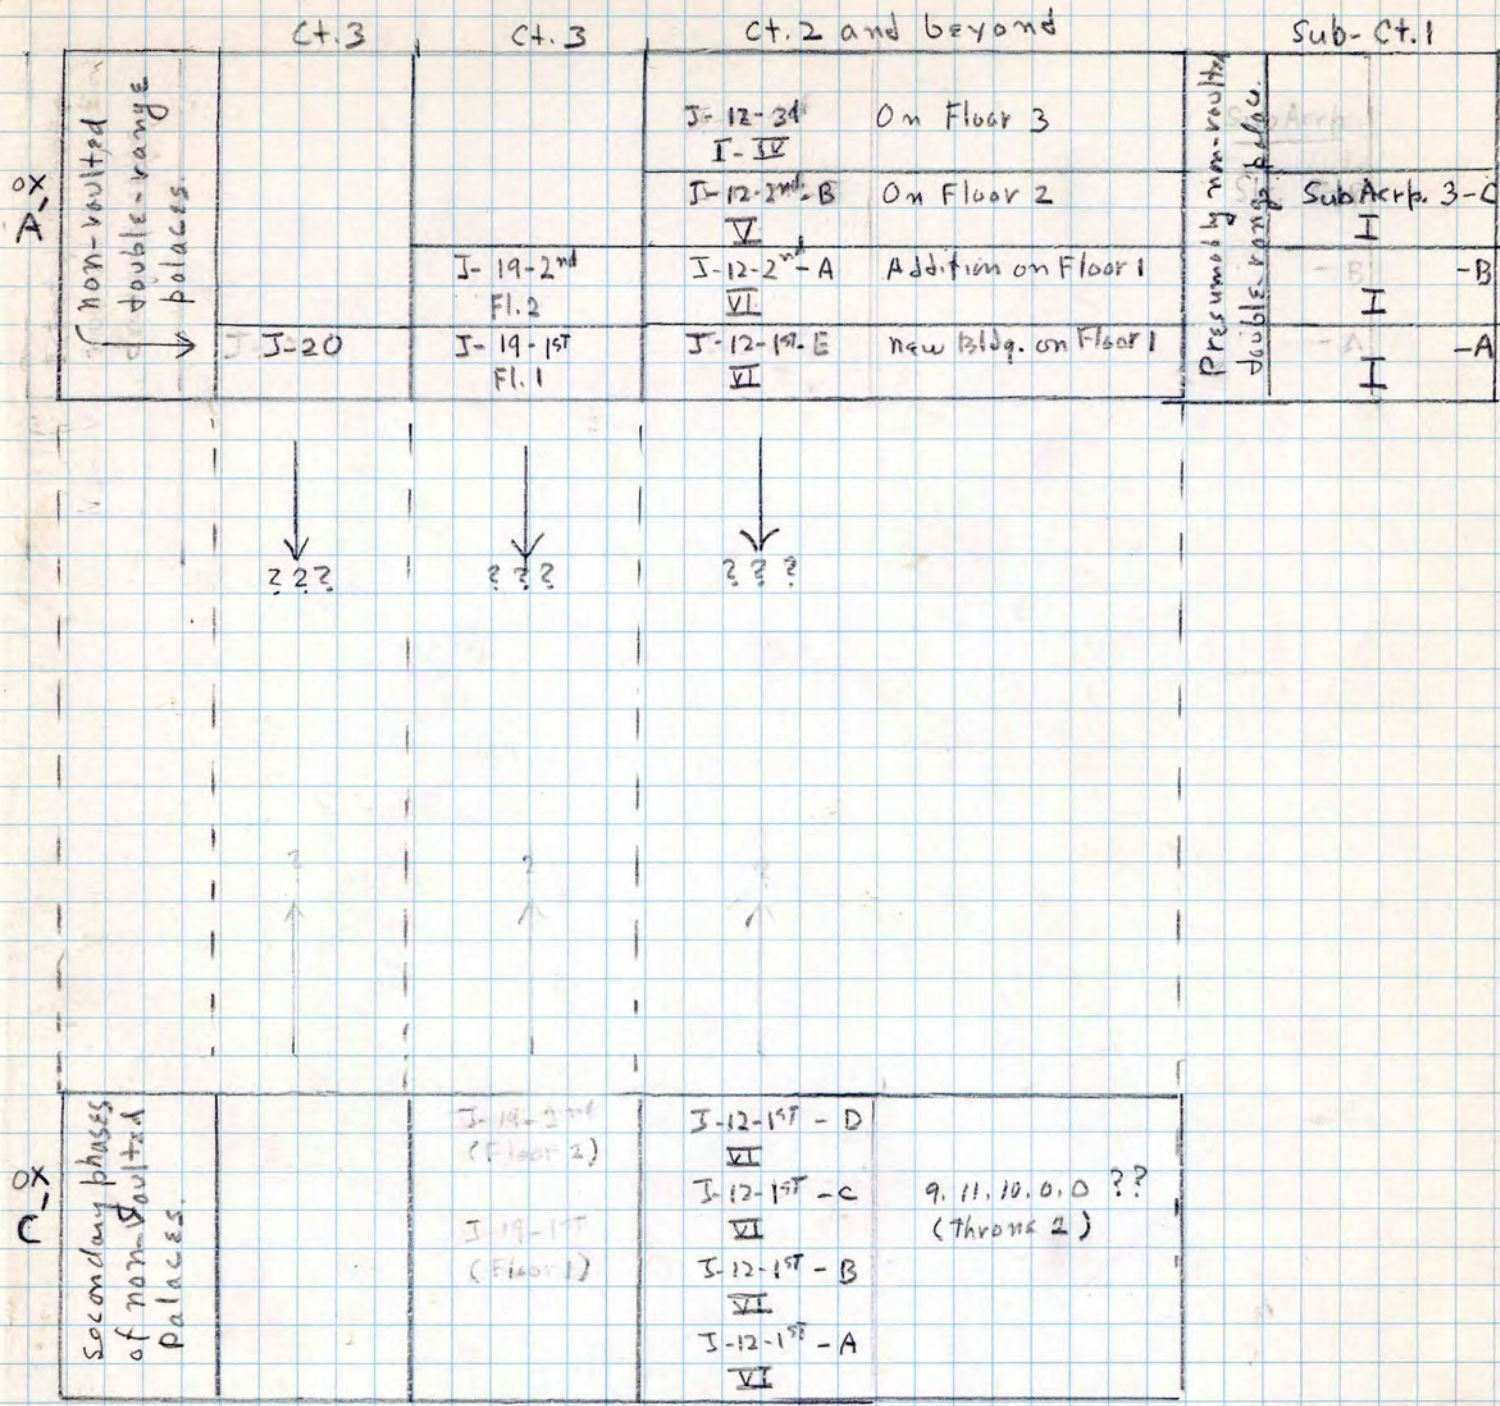 Ct.3
Ct.3
Ct.2 and beyond
Sub-Ct.1
OX
A'
non-vaulted
double-range
palaces.
J-12-3d
I-IV
On Floor 3
J-12-2nd-B
V
On Floor 2
J-19-2nd
Fl.2
J-12-2nd-A
VI
Addition on Floor 1
J-20
J-19-1ST
Fl.1
J-12-1ST-E
VI
new Bldg. on Floor 1
Presumably non-vaulted
double-range palace.
Sub Acrp. 3-C
I
-B
I
-A
I
???
???
???
?
?
?
OX
C'
Secondary phases
of non-vaulted
Palaces.
J-19-2nd
(Floor 2)
J-19-1ST
(Floor 1)
J-12-1ST-D
VI
J-12-1ST-C
VI
J-12-1ST-B
VI
J-12-1ST-A
VI
9.11.10.0.0 ??
(Throne 2)